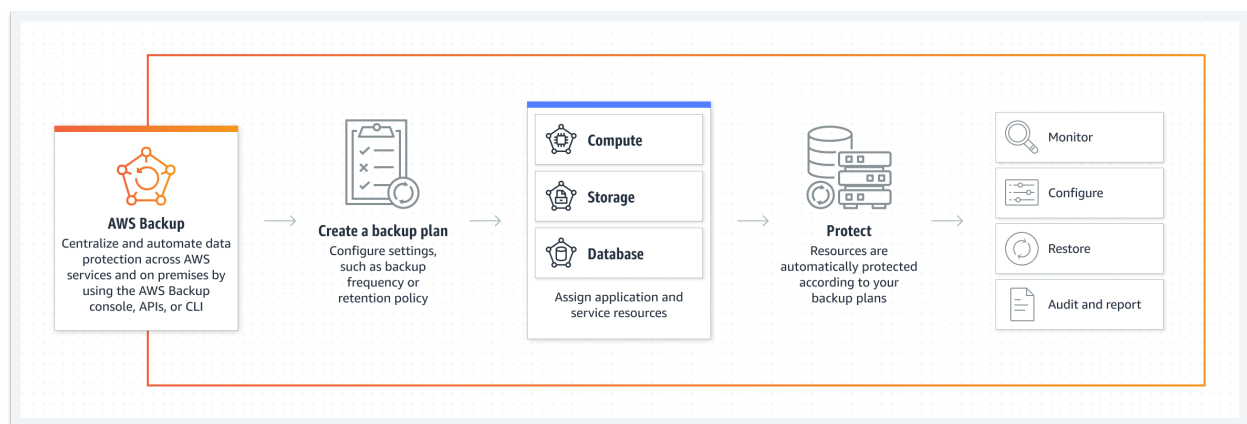 AWS Backup
Centralize and automate data
protection across AWS
services and on premises by
using the AWS Backup
console, APIs, or CLI
Create a backup plan
Configure settings,
such as backup
frequency or
retention policy
Compute
Storage
Database
Assign application and
service resources
Protect
Resources are
automatically protected
according to your
backup plans
Monitor
Configure
Restore
Audit and report